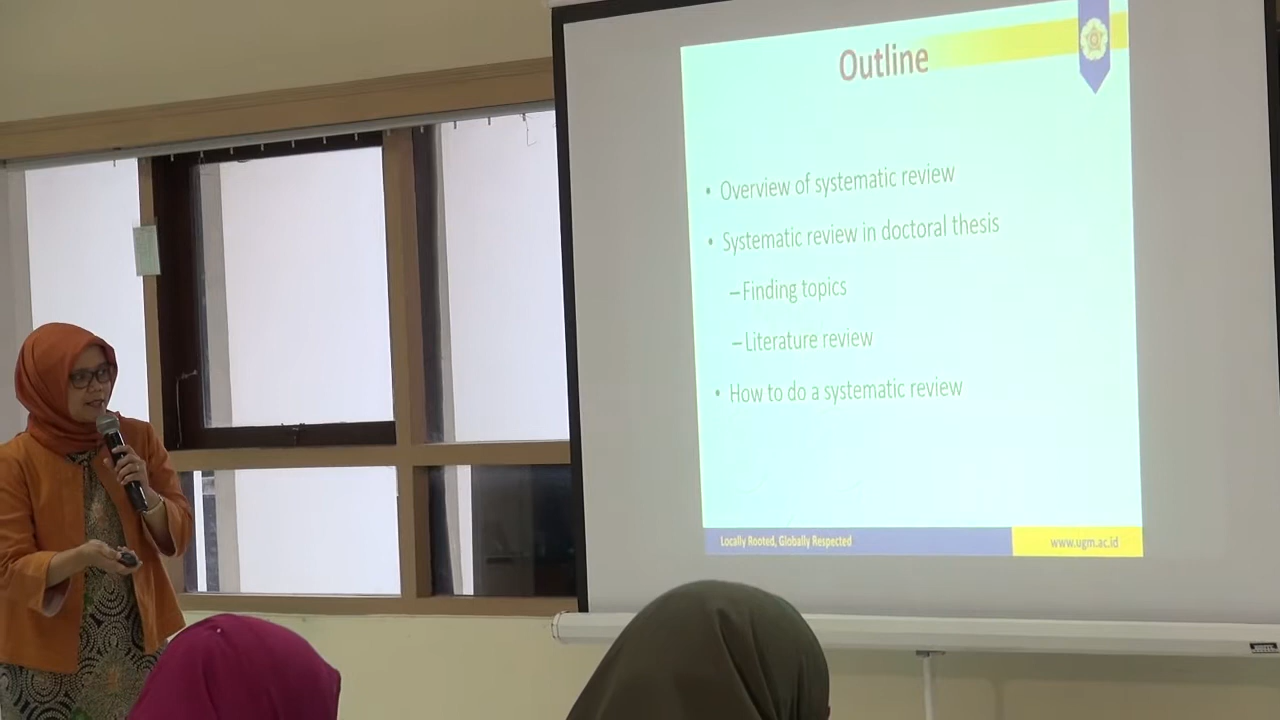 Outline
• Overview of systematic review
• Systematic review in doctoral thesis
–Finding topics
–Literature review
• How to do a systematic review
Locally Rooted, Globally Respected
www.ugm.ac.id